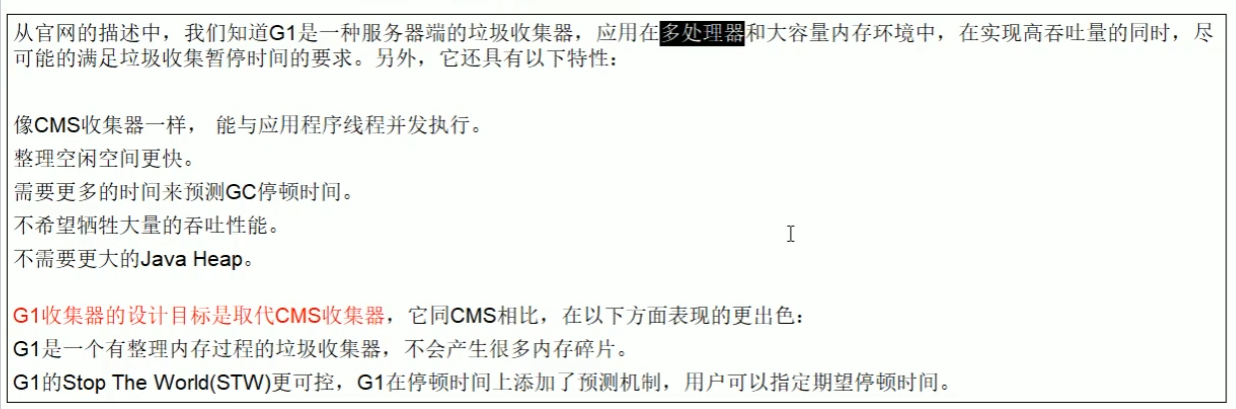 从官网的描述中，我们知道G1是一种服务器端的垃圾收集器，应用在多处理器和大容量内存环境中，在实现高吞吐量的同时，尽
可能的满足垃圾收集暂停时间的要求。另外，它还具有以下特性：
像CMS收集器一样， 能与应用程序线程并发执行。
整理空闲空间更快。
需要更多的时间来预测GC停顿时间。
不希望牺牲大量的吞吐性能。
不需要更大的Java Heap。
G1收集器的设计目标是取代CMS收集器，它同CMS相比，在以下方面表现的更出色：
G1是一个有整理内存过程的垃圾收集器，不会产生很多内存碎片。
G1的Stop The World(STW)更可控，G1在停顿时间上添加了预测机制，用户可以指定期望停顿时间。